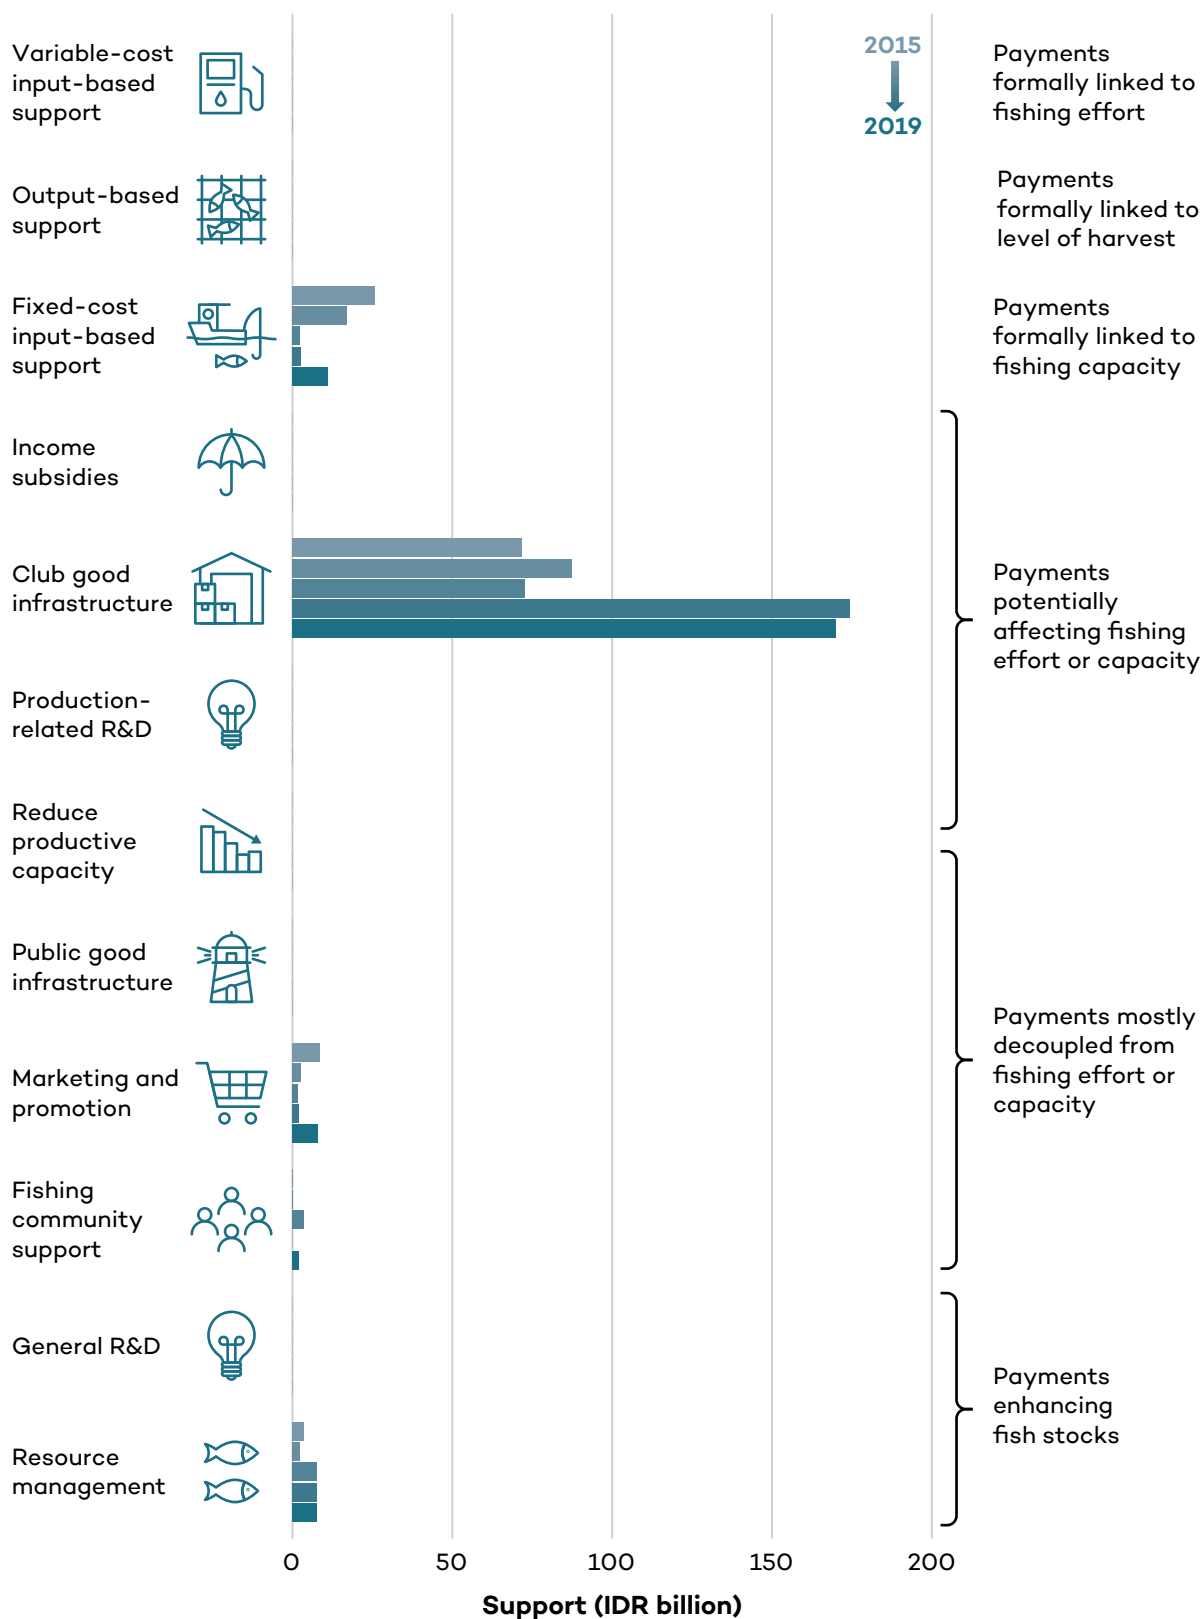 Variable-cost
input-based
support
2015
2019
Payments
formally linked to
fishing effort
Output-based
support
Payments
formally linked to
level of harvest
Fixed-cost
input-based
support
Payments
formally linked to
fishing capacity
Income
subsidies
Club good
infrastructure
Payments
potentially
affecting fishing
effort or capacity
Production-
related R&D
Reduce
productive
capacity
Public good
infrastructure
Payments mostly
decoupled from
fishing effort or
capacity
Marketing and
promotion
Fishing
community
support
General R&D
Payments
enhancing
fish stocks
Resource
management
0 50 100 150 200
Support (IDR billion)